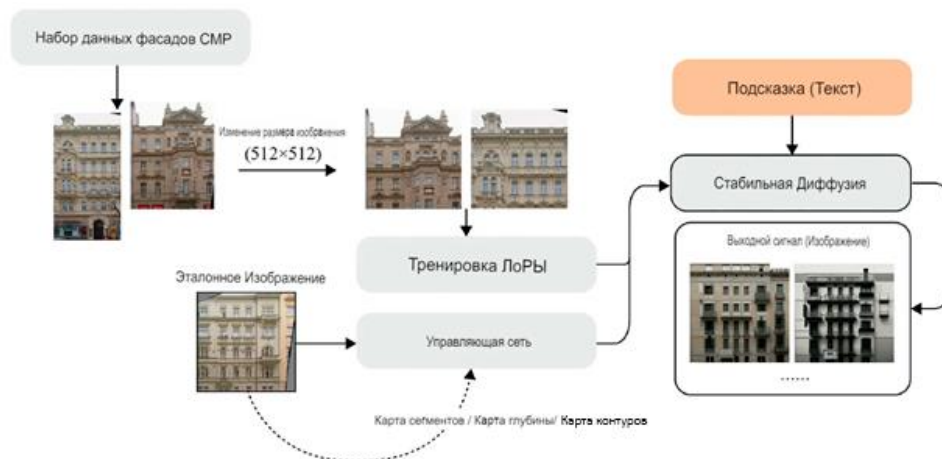 Набор данных фасадов CMP
Подсказка (Текст)
Изменение размера изображения
(512×512)
Стабильная Диффузия
Выходной сигнал (Изображение)
Тренировка ЛоРЫ
Эталонное Изображение
Управляющая сеть
......
Карта сегментов / Карта глубины/ Карта контуров